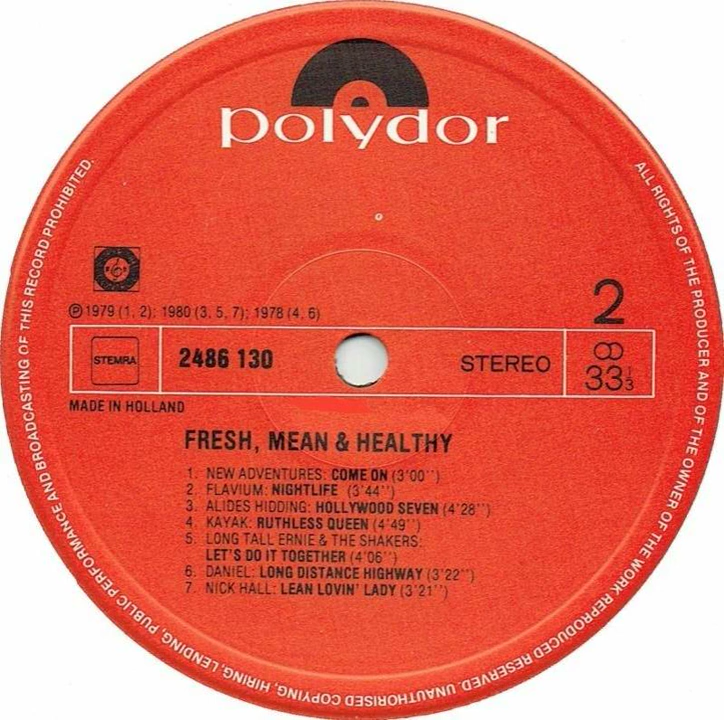 polydor
ALL RIGHTS OF THE PRODUCER AND OF THE OWNER OF THE WORK REPRODUCED RESERVED. UNAUTHORISED COPYING, HIRING, LENDING, PUBLIC PERFORMANCE AND BROADCASTING OF THIS RECORD PROHIBITED.
℗ 1979 (1, 2); 1980 (3, 5, 7); 1978 (4, 6)
2
STEMRA
2486 130
STEREO
33 1/3
MADE IN HOLLAND
FRESH, MEAN & HEALTHY
1. NEW ADVENTURES: COME ON (3'00'')
2. FLAVIUM: NIGHTLIFE (3'44'')
3. ALIDES HIDDING: HOLLYWOOD SEVEN (4'28'')
4. KAYAK: RUTHLESS QUEEN (4'49'')
5. LONG TALL ERNIE & THE SHAKERS:
LET'S DO IT TOGETHER (4'06'')
6. DANIEL: LONG DISTANCE HIGHWAY (3'22'')
7. NICK HALL: LEAN LOVIN' LADY (3'21'')